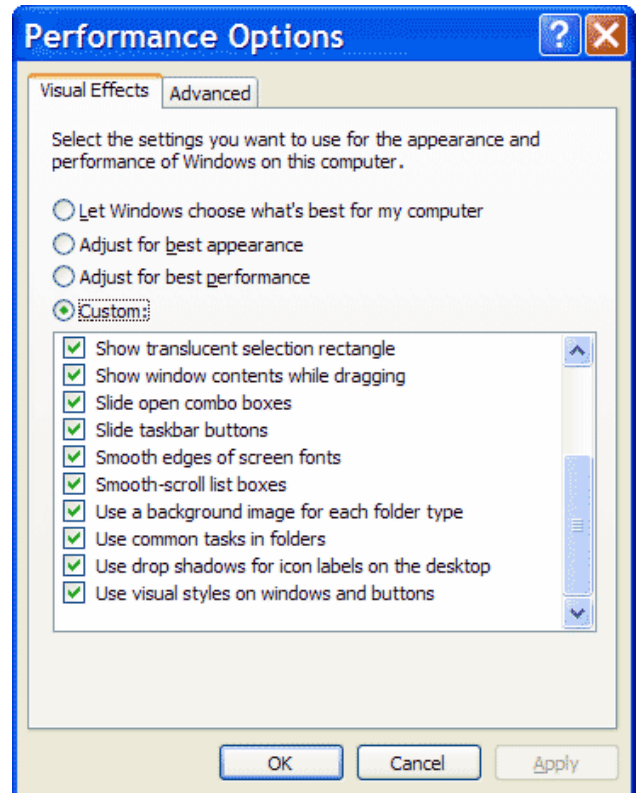 Performance Options
Visual Effects
Advanced
Select the settings you want to use for the appearance and
performance of Windows on this computer.
Let Windows choose what's best for my computer
Adjust for best appearance
Adjust for best performance
Custom:
Show translucent selection rectangle
Show window contents while dragging
Slide open combo boxes
Slide taskbar buttons
Smooth edges of screen fonts
Smooth-scroll list boxes
Use a background image for each folder type
Use common tasks in folders
Use drop shadows for icon labels on the desktop
Use visual styles on windows and buttons
OK
Cancel
Apply